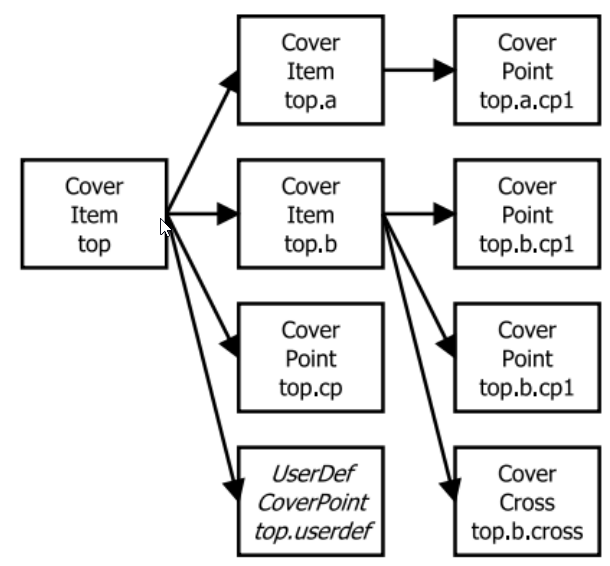 Cover
Item
top.a
Cover
Point
top.a.cp1
Cover
Item
top
Cover
Item
top.b
Cover
Point
top.b.cp1
Cover
Point
top.cp
Cover
Point
top.b.cp1
UserDef
CoverPoint
top.userdef
Cover
Cross
top.b.cross